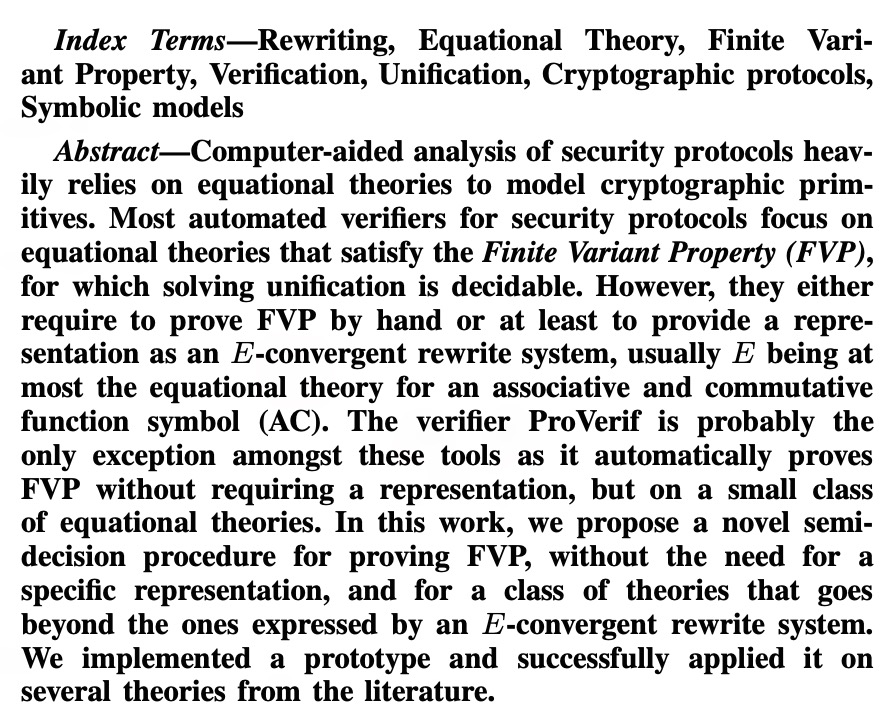 Index Terms—Rewriting, Equational Theory, Finite Vari-
ant Property, Verification, Unification, Cryptographic protocols,
Symbolic models
Abstract—Computer-aided analysis of security protocols heav-
ily relies on equational theories to model cryptographic prim-
itives. Most automated verifiers for security protocols focus on
equational theories that satisfy the Finite Variant Property (FVP),
for which solving unification is decidable. However, they either
require to prove FVP by hand or at least to provide a repre-
sentation as an E-convergent rewrite system, usually E being at
most the equational theory for an associative and commutative
function symbol (AC). The verifier ProVerif is probably the
only exception amongst these tools as it automatically proves
FVP without requiring a representation, but on a small class
of equational theories. In this work, we propose a novel semi-
decision procedure for proving FVP, without the need for a
specific representation, and for a class of theories that goes
beyond the ones expressed by an E-convergent rewrite system.
We implemented a prototype and successfully applied it on
several theories from the literature.